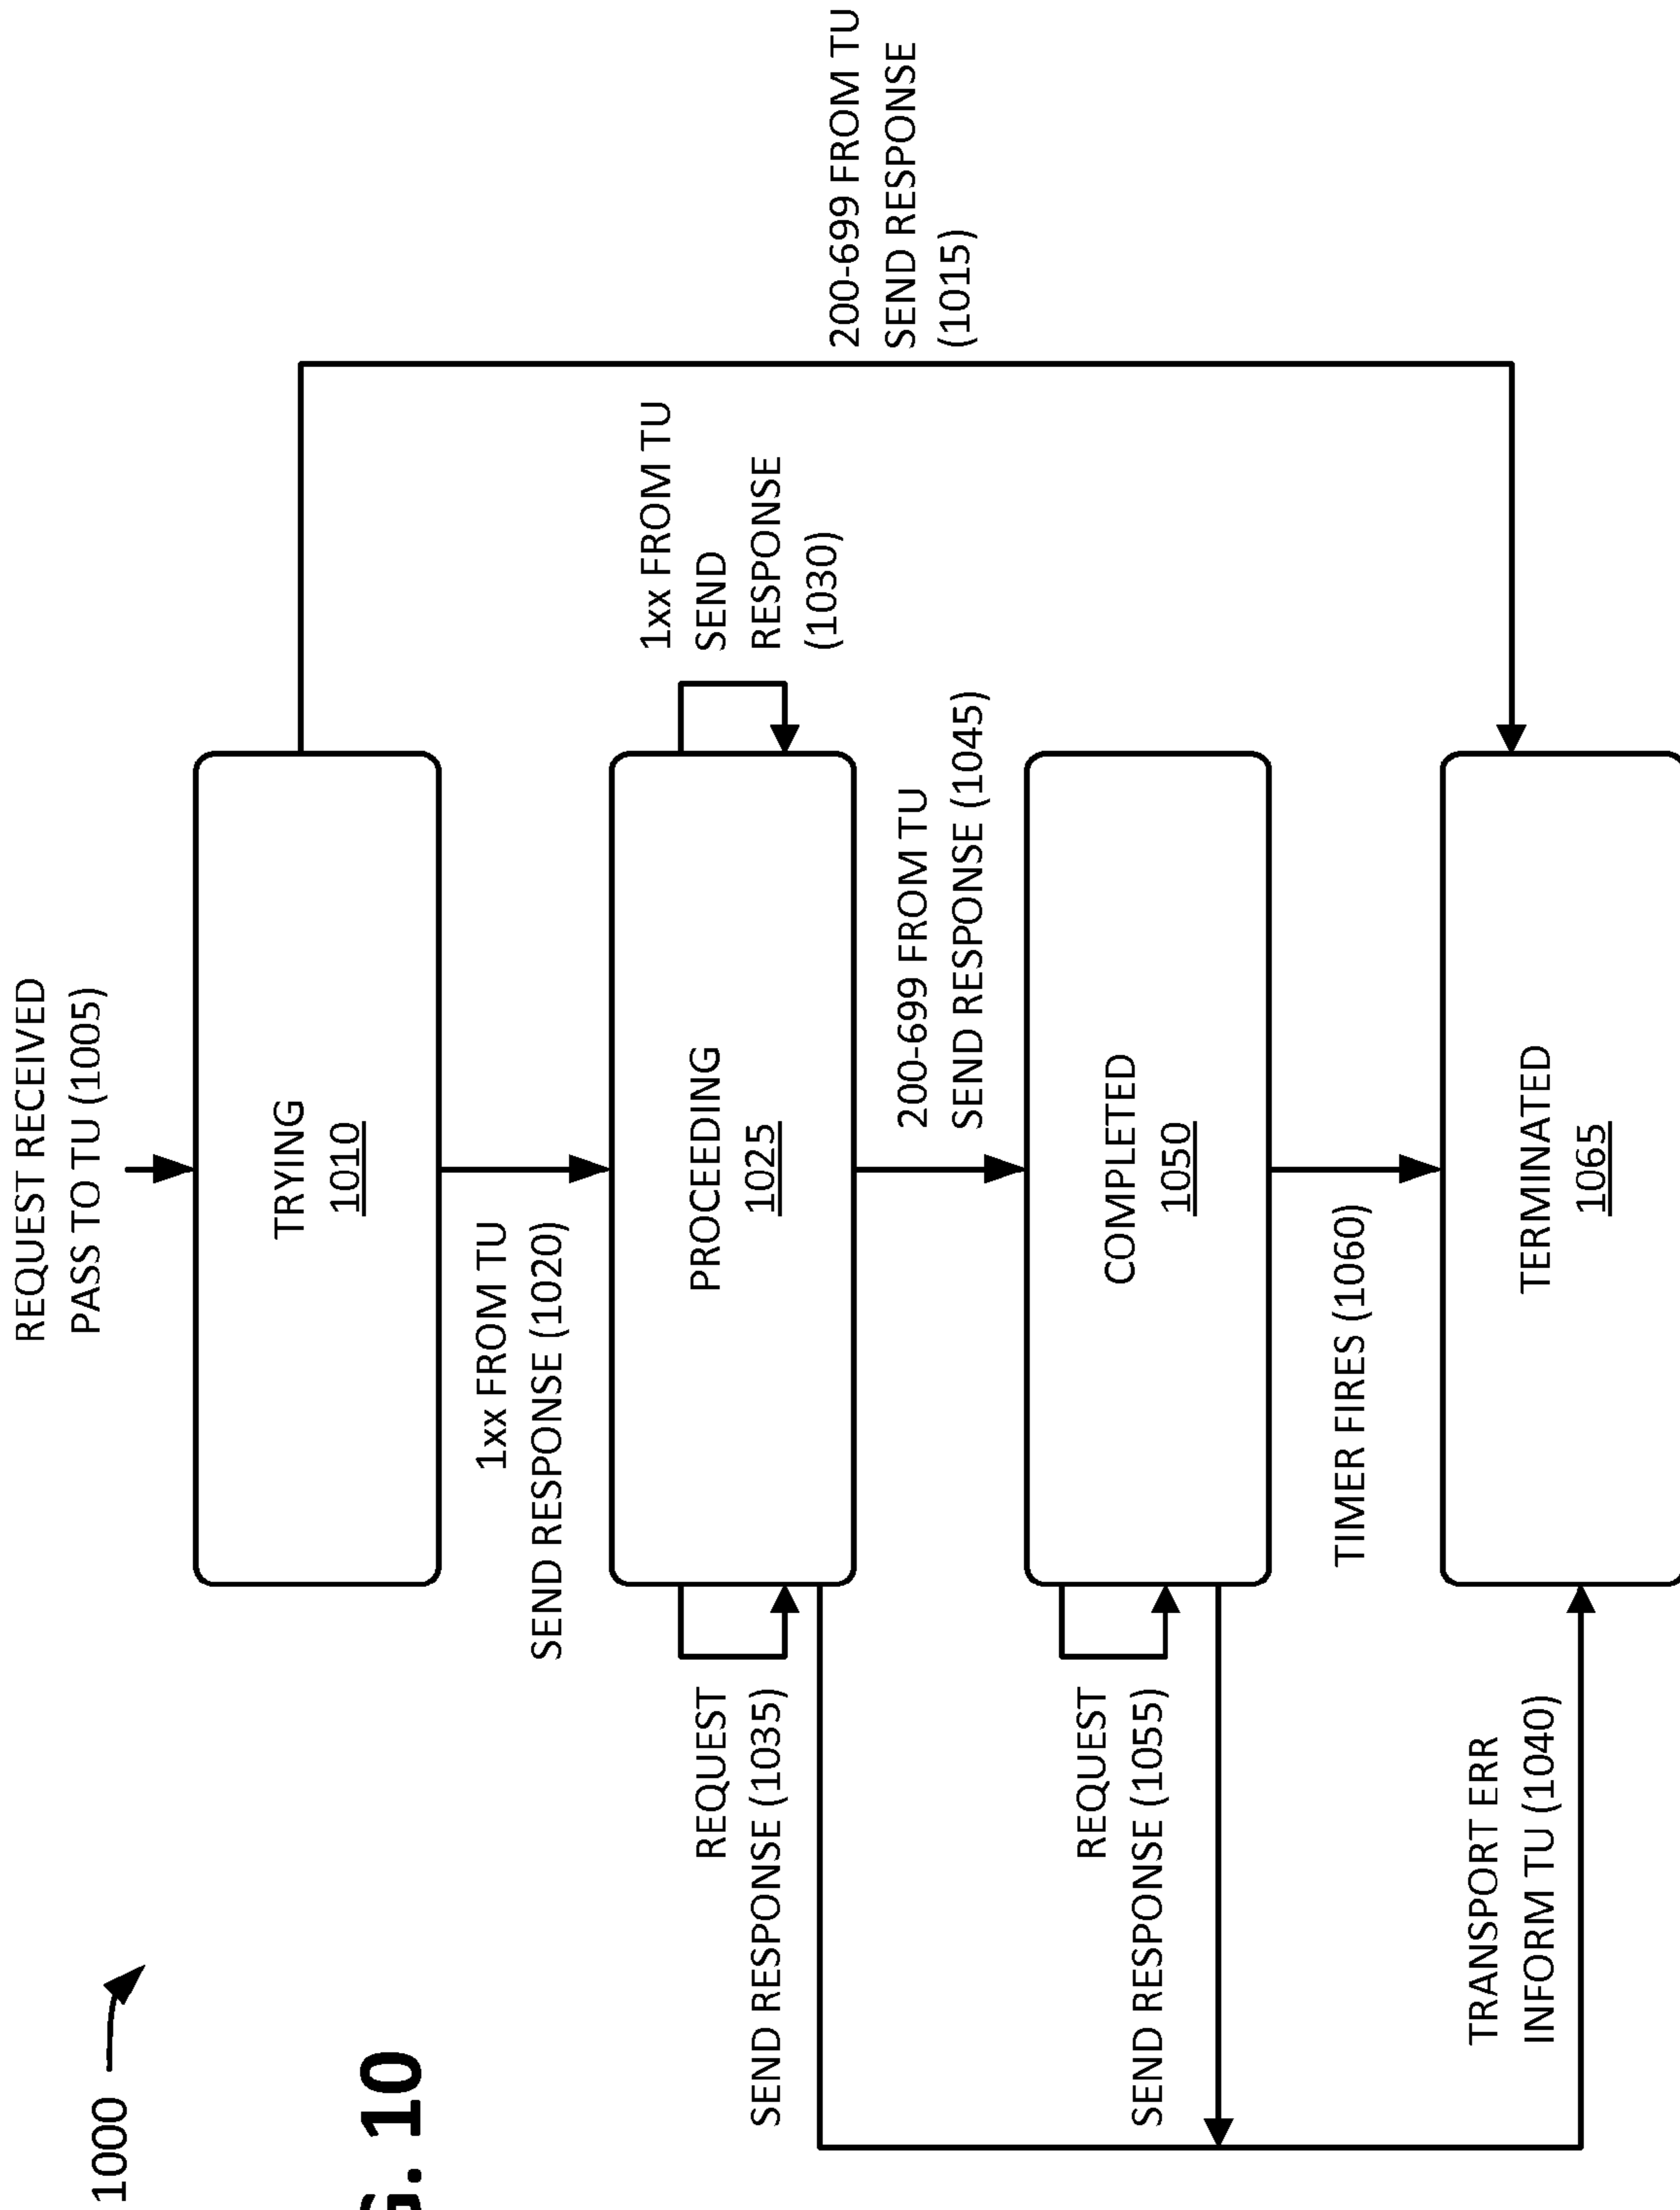 1000
G. 10
REQUEST RECEIVED
PASS TO TU (1005)
TRYING
1010
200-699 FROM TU
SEND RESPONSE
(1015)
1xx FROM TU
SEND RESPONSE (1020)
PROCEEDING
1025
1xx FROM TU
SEND
RESPONSE
(1030)
REQUEST
SEND RESPONSE (1035)
200-699 FROM TU
SEND RESPONSE (1045)
COMPLETED
1050
REQUEST
SEND RESPONSE (1055)
TIMER FIRES (1060)
TRANSPORT ERR
INFORM TU (1040)
TERMINATED
1065